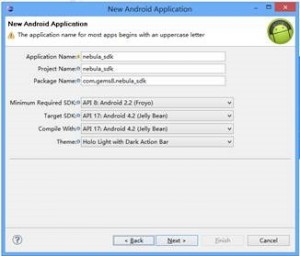 New Android Application
New Android Application
The application name for most apps begins with an uppercase letter
Application Name: nebula_sdk
Project Name: nebula_sdk
Package Name: com.gems8.nebula_sdk
Minimum Required SDK: API 8: Android 2.2 (Froyo)
Target SDK: API 17: Android 4.2 (Jelly Bean)
Compile With: API 17: Android 4.2 (Jelly Bean)
Theme: Holo Light with Dark Action Bar
< Back Next > Finish Cancel